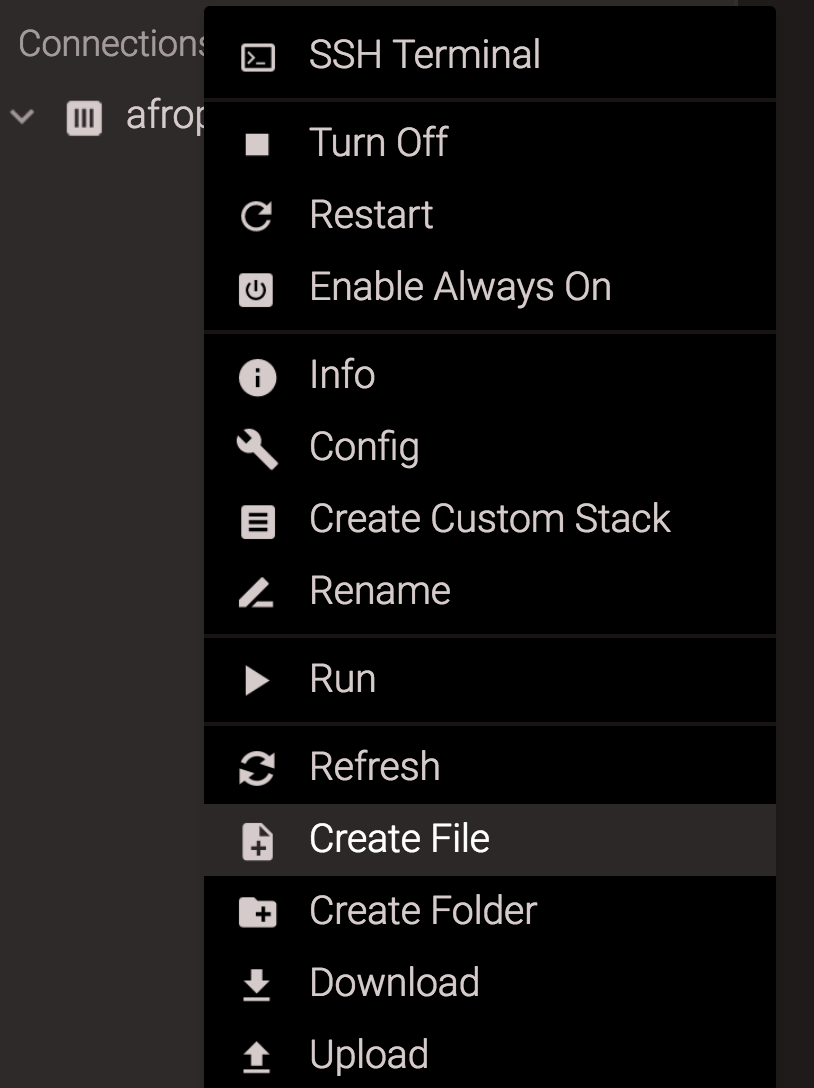 Connections
SSH Terminal
Turn Off
Restart
Enable Always On
Info
Config
Create Custom Stack
Rename
Run
Refresh
Create File
Create Folder
Download
Upload